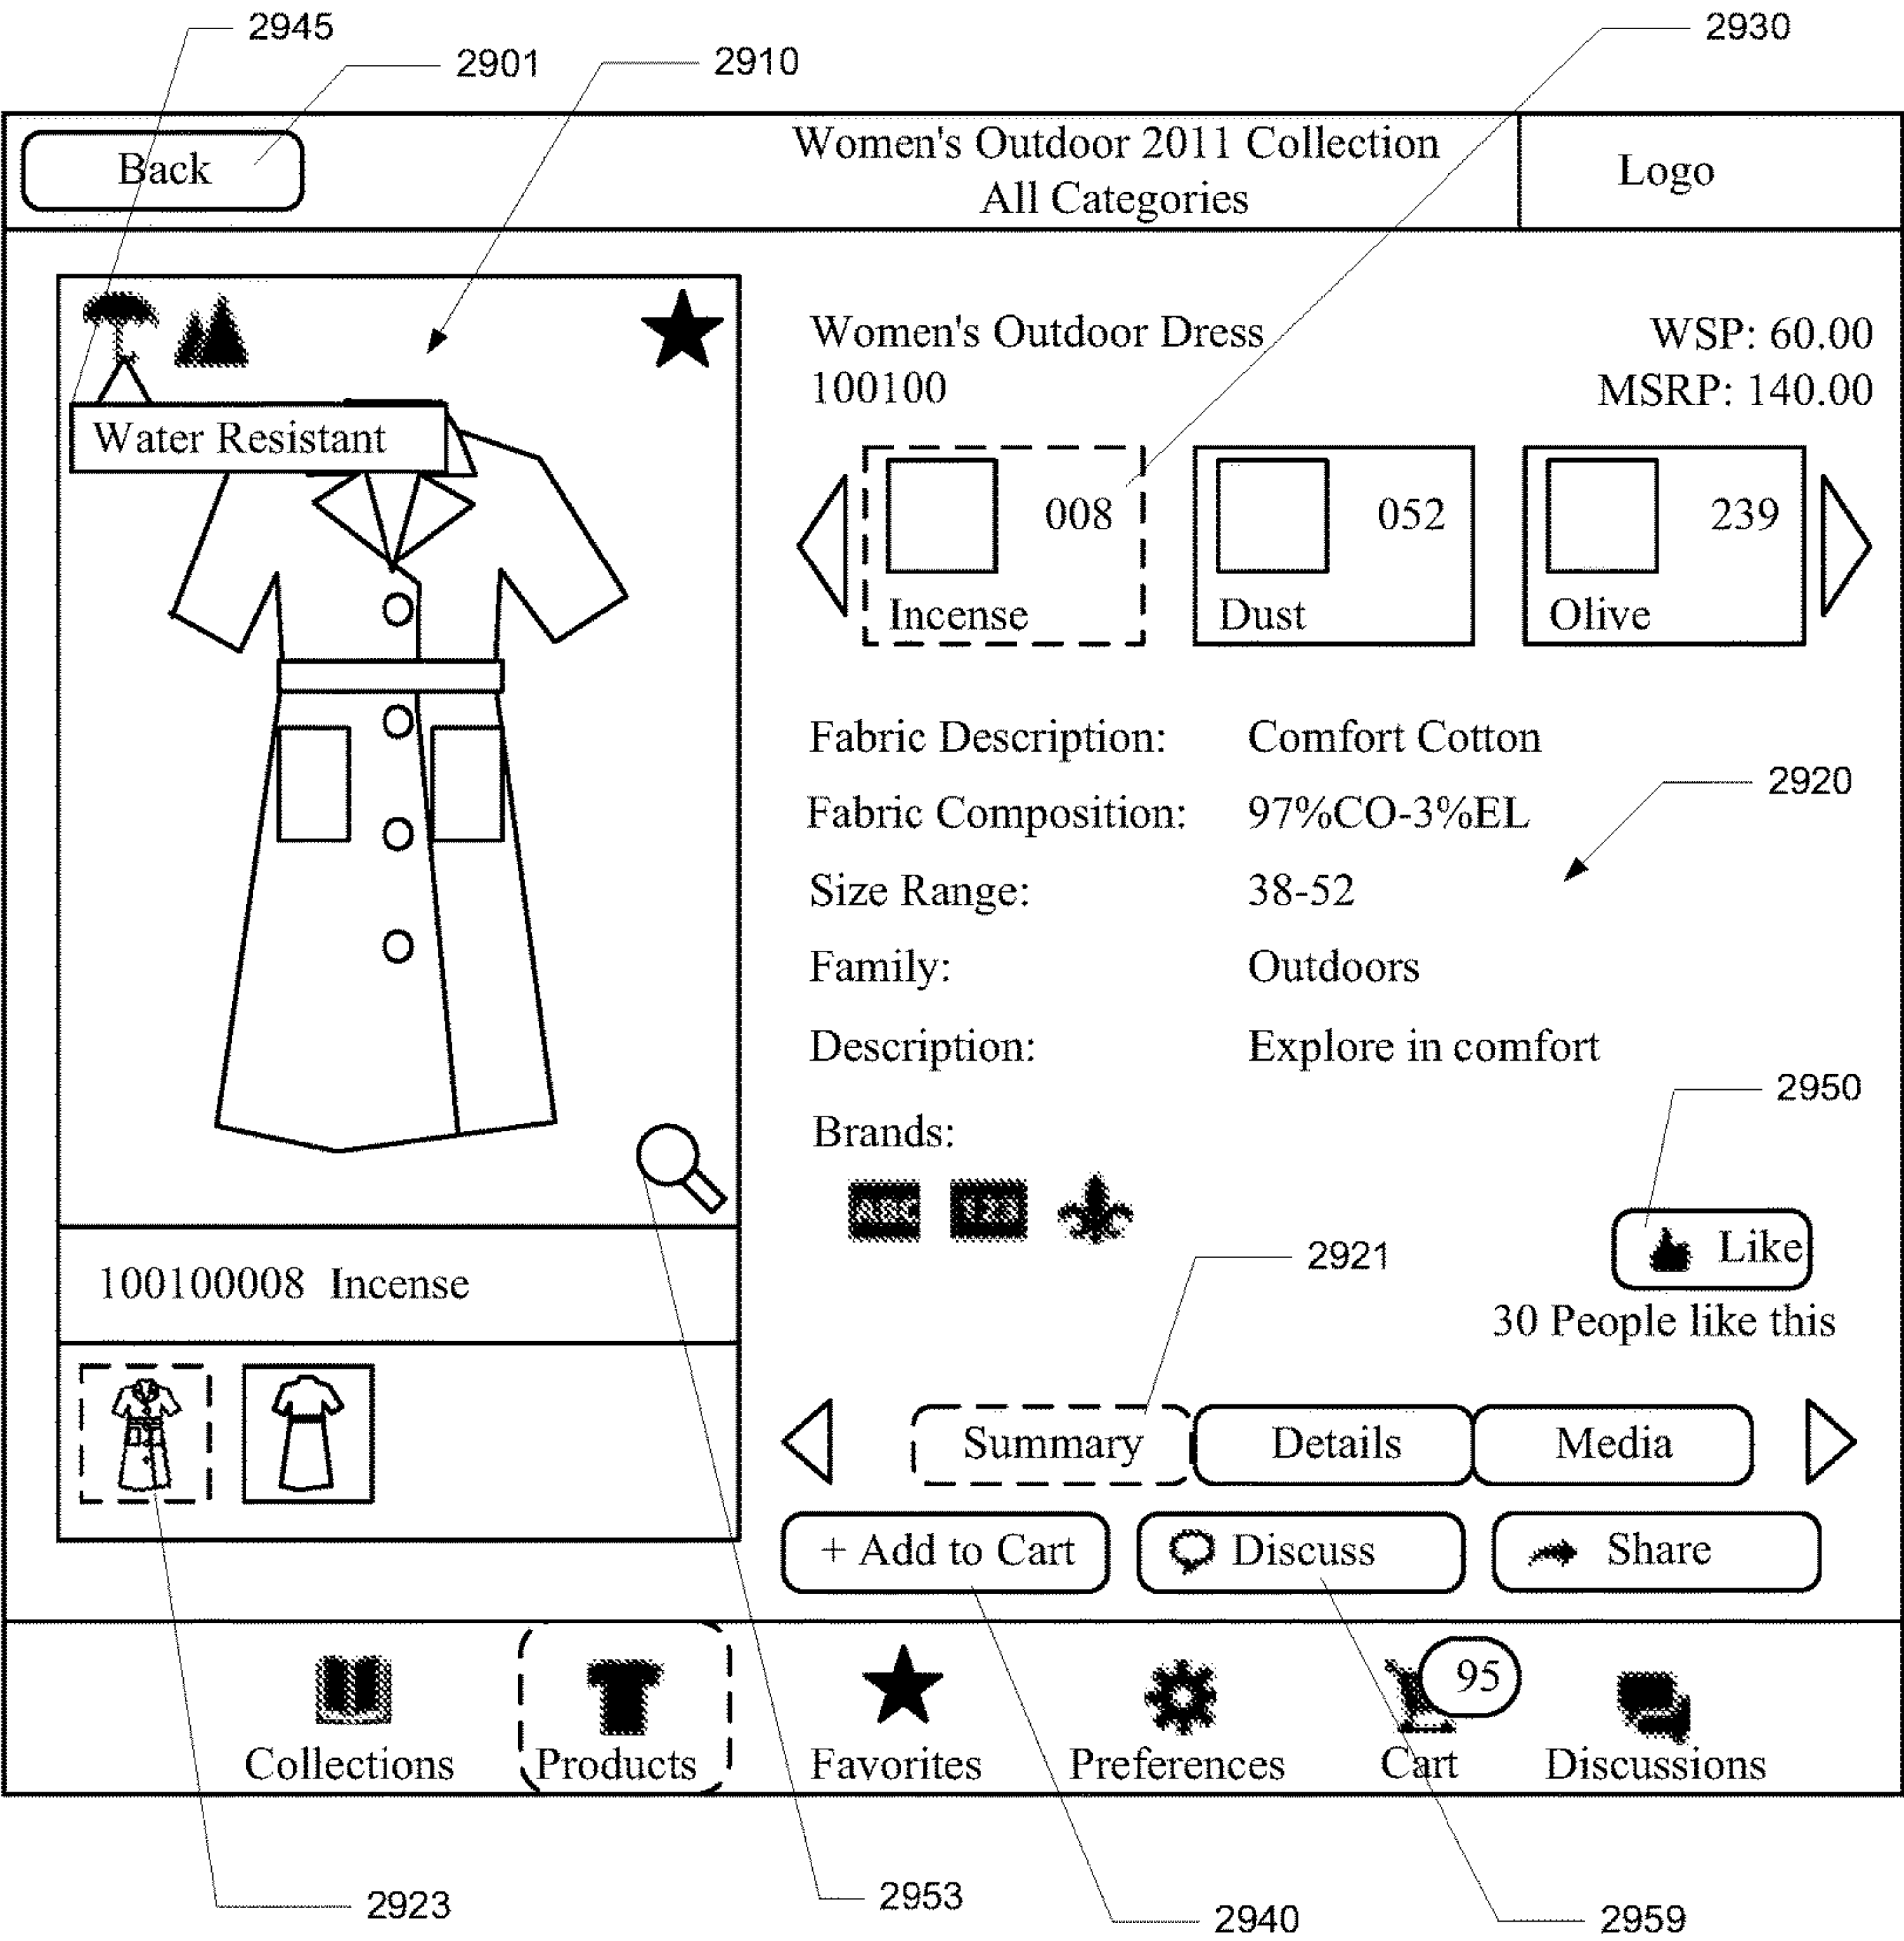 2945
2901
2910
2930
Back
Women's Outdoor 2011 Collection
All Categories
Logo
Water Resistant
Women's Outdoor Dress
100100
WSP: 60.00
MSRP: 140.00
008
Incense
052
Dust
239
Olive
Fabric Description: Comfort Cotton
2920
Fabric Composition: 97%CO-3%EL
Size Range: 38-52
Family: Outdoors
Description: Explore in comfort
2950
Brands:
2921
Like
30 People like this
100100008 Incense
Summary
Details
Media
+ Add to Cart
Discuss
Share
95
Collections
Products
Favorites
Preferences
Cart
Discussions
2923
2953
2940
2959